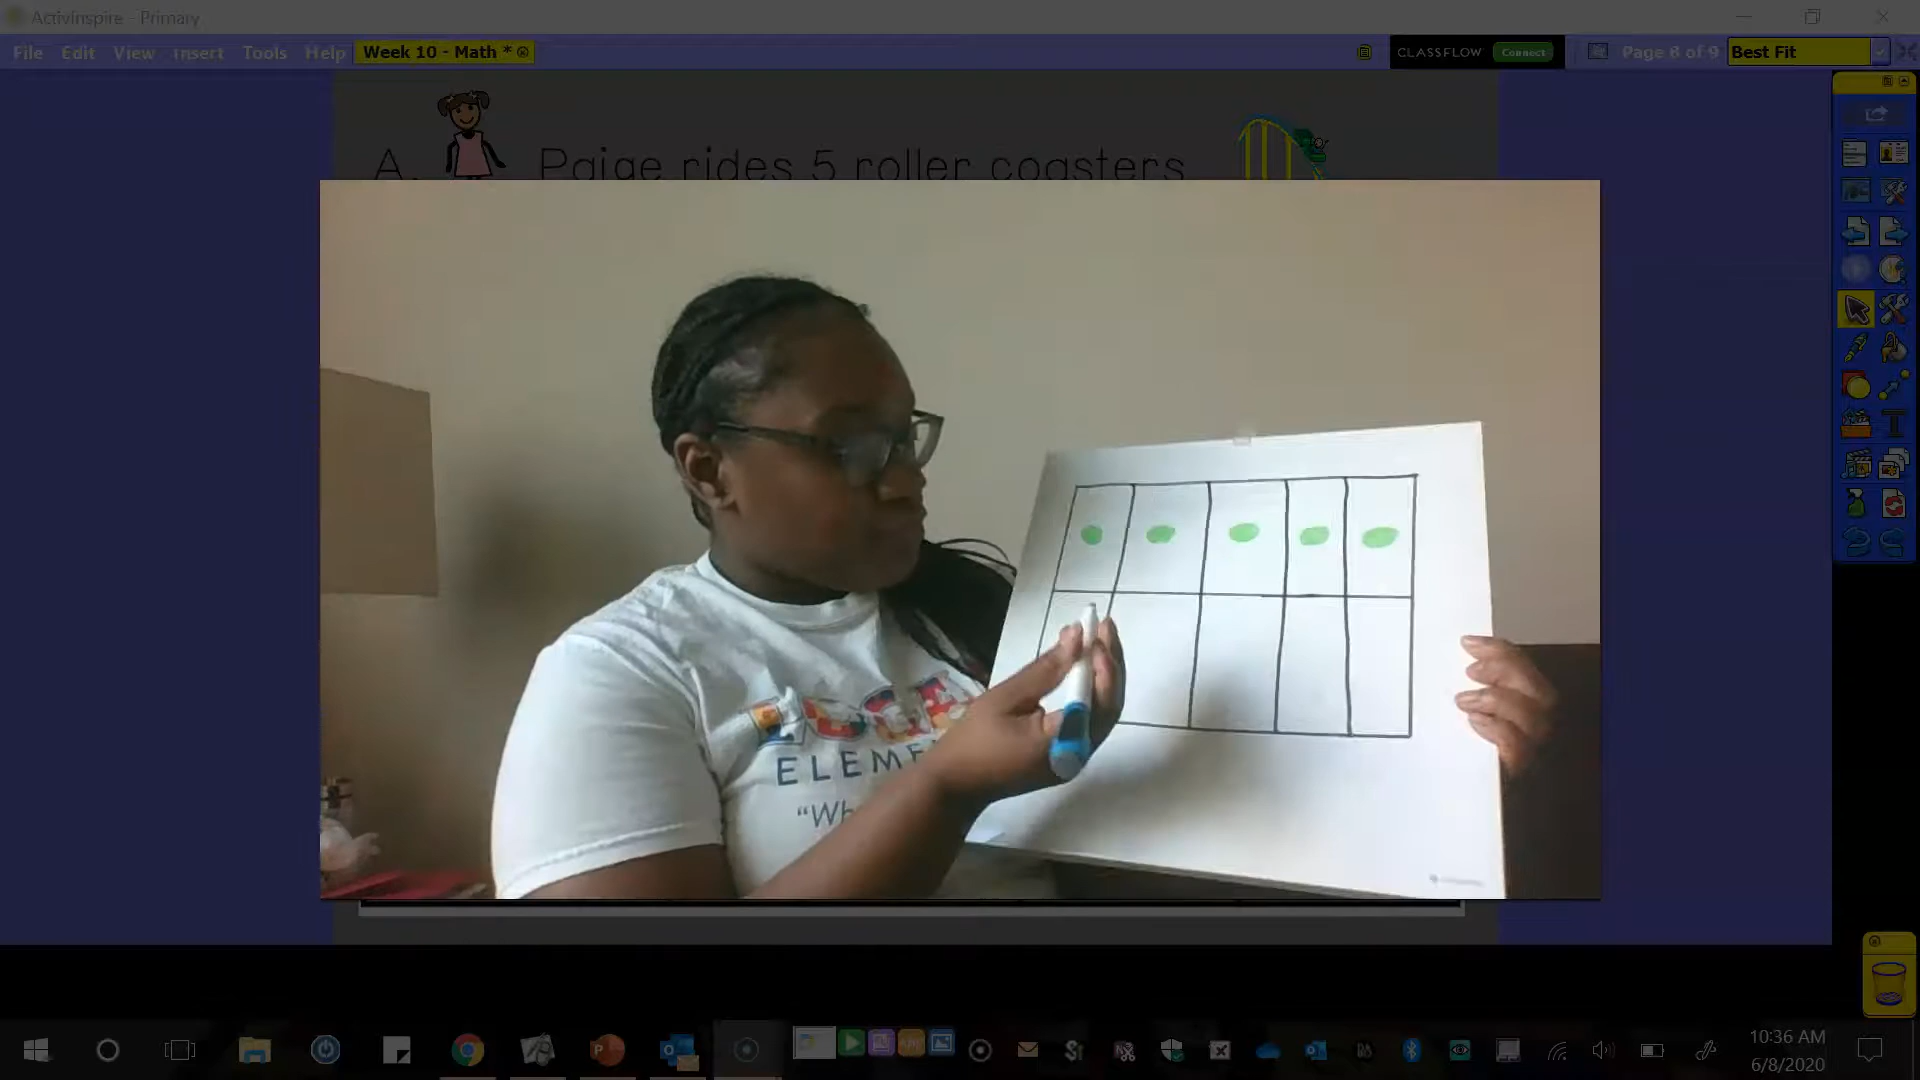 ActivInspire - Primary
File Edit View Insert Tools Help Week 10 - Math *
CLASSFLOW Connect
Page 8 of 9 Best Fit
A. Paige rides 5 roller coasters
ELEME
"Wh
10:36 AM
6/8/2020